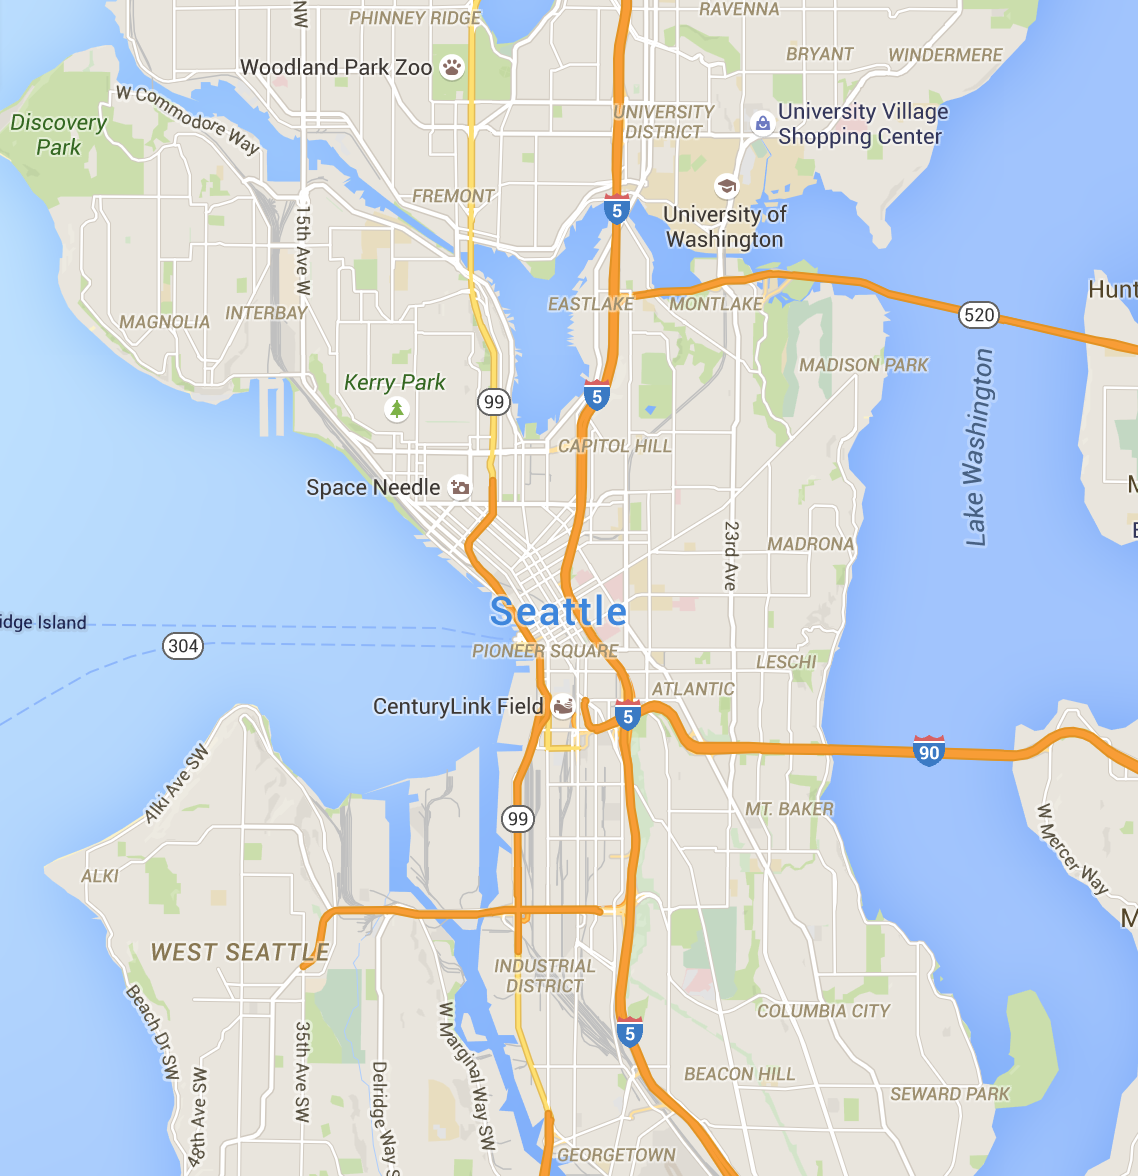 PHINNEY RIDGE
NW
RAVENNA
BRYANT
WINDERMERE
Woodland Park Zoo
W Commodore Way
Discovery
Park
UNIVERSITY
DISTRICT
University Village
Shopping Center
FREMONT
15th Ave W
5
University of
Washington
EASTLAKE
MONTLAKE
Hunt
520
MAGNOLIA
INTERBAY
MADISON PARK
Lake Washington
Kerry Park
99
5
CAPITOL HILL
Space Needle
M
E
23rd Ave
MADRONA
Seattle
idge Island
304
PIONEER SQUARE
LESCHI
ATLANTIC
CenturyLink Field
5
90
Alki Ave SW
99
MT. BAKER
W Mercer Way
ALKI
M
WEST SEATTLE
INDUSTRIAL
DISTRICT
Beach Dr SW
COLUMBIA CITY
35th Ave SW
W Marginal Way SW
5
48th Ave SW
Delridge Way S
BEACON HILL
SEWARD PARK
GEORGETOWN